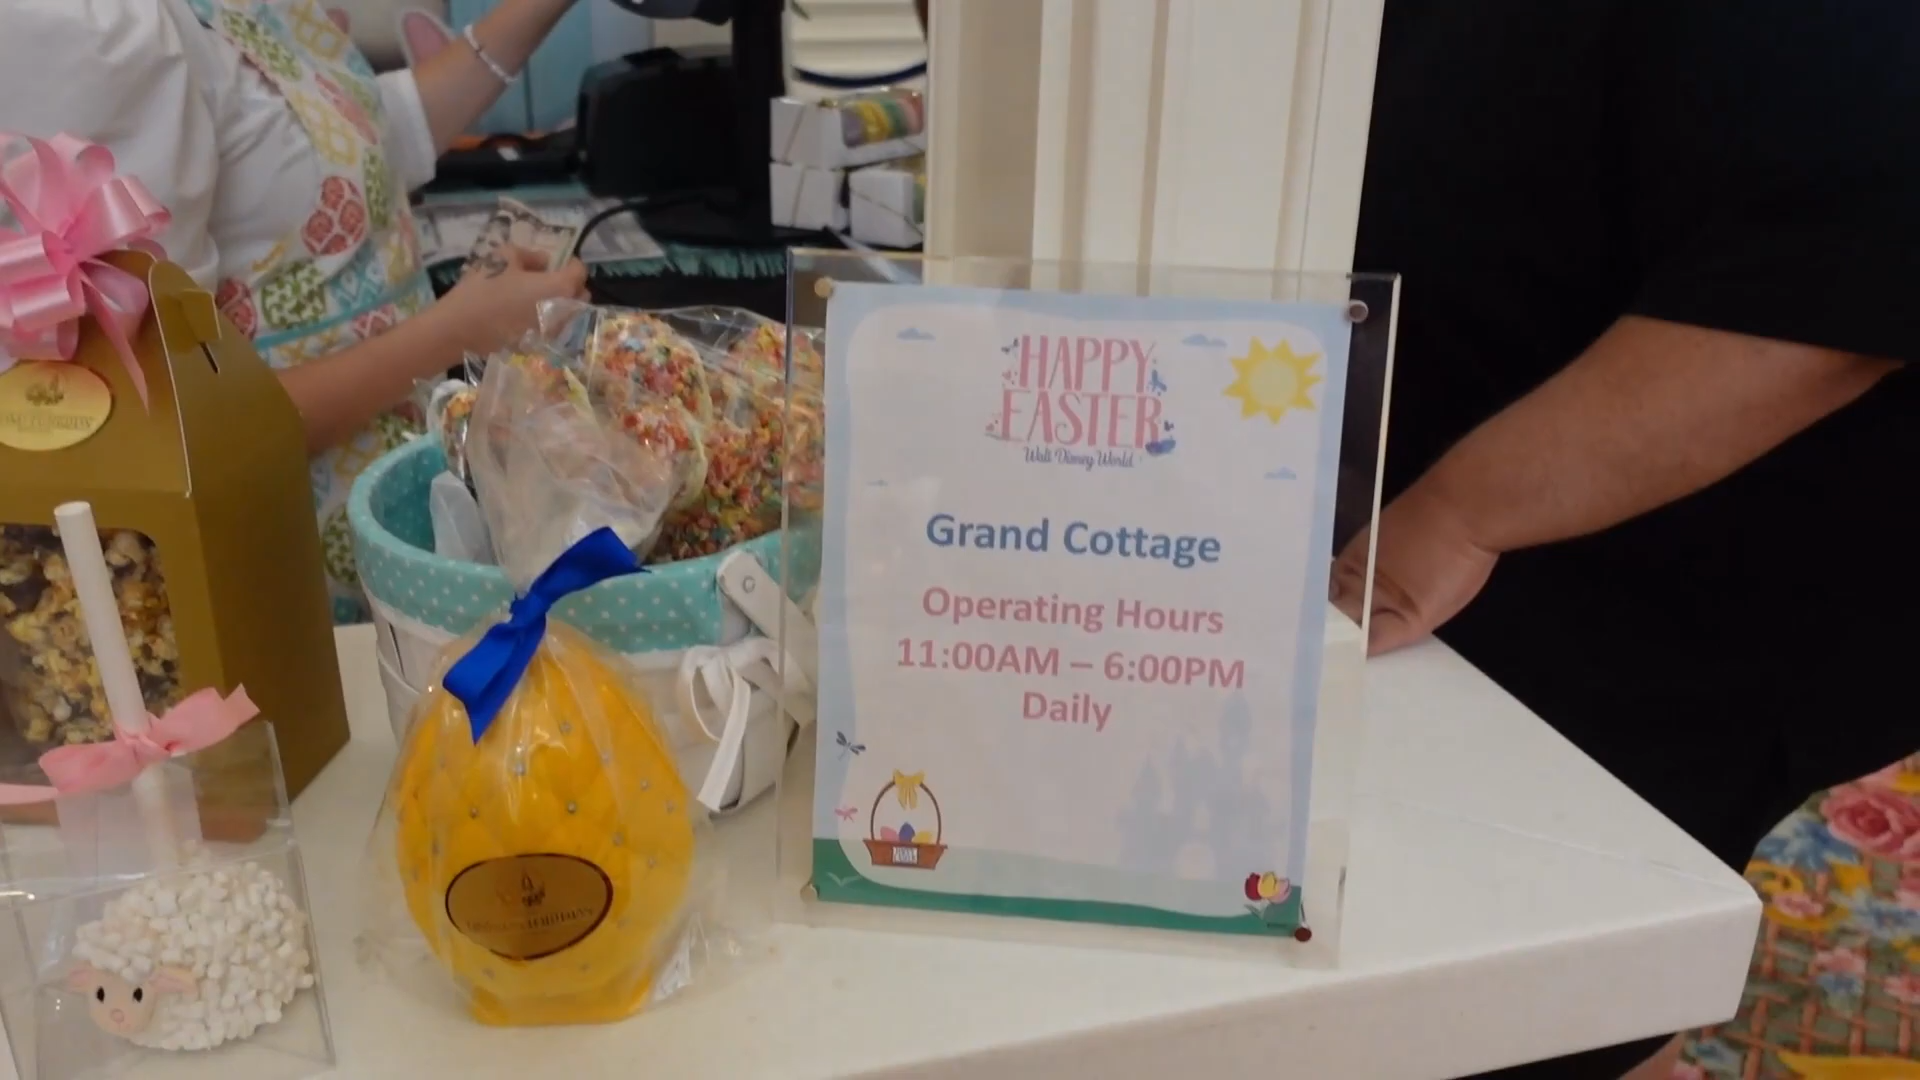 HAPPY
EASTER
Walt Disney World
Grand Cottage
Operating Hours
11:00AM – 6:00PM
Daily